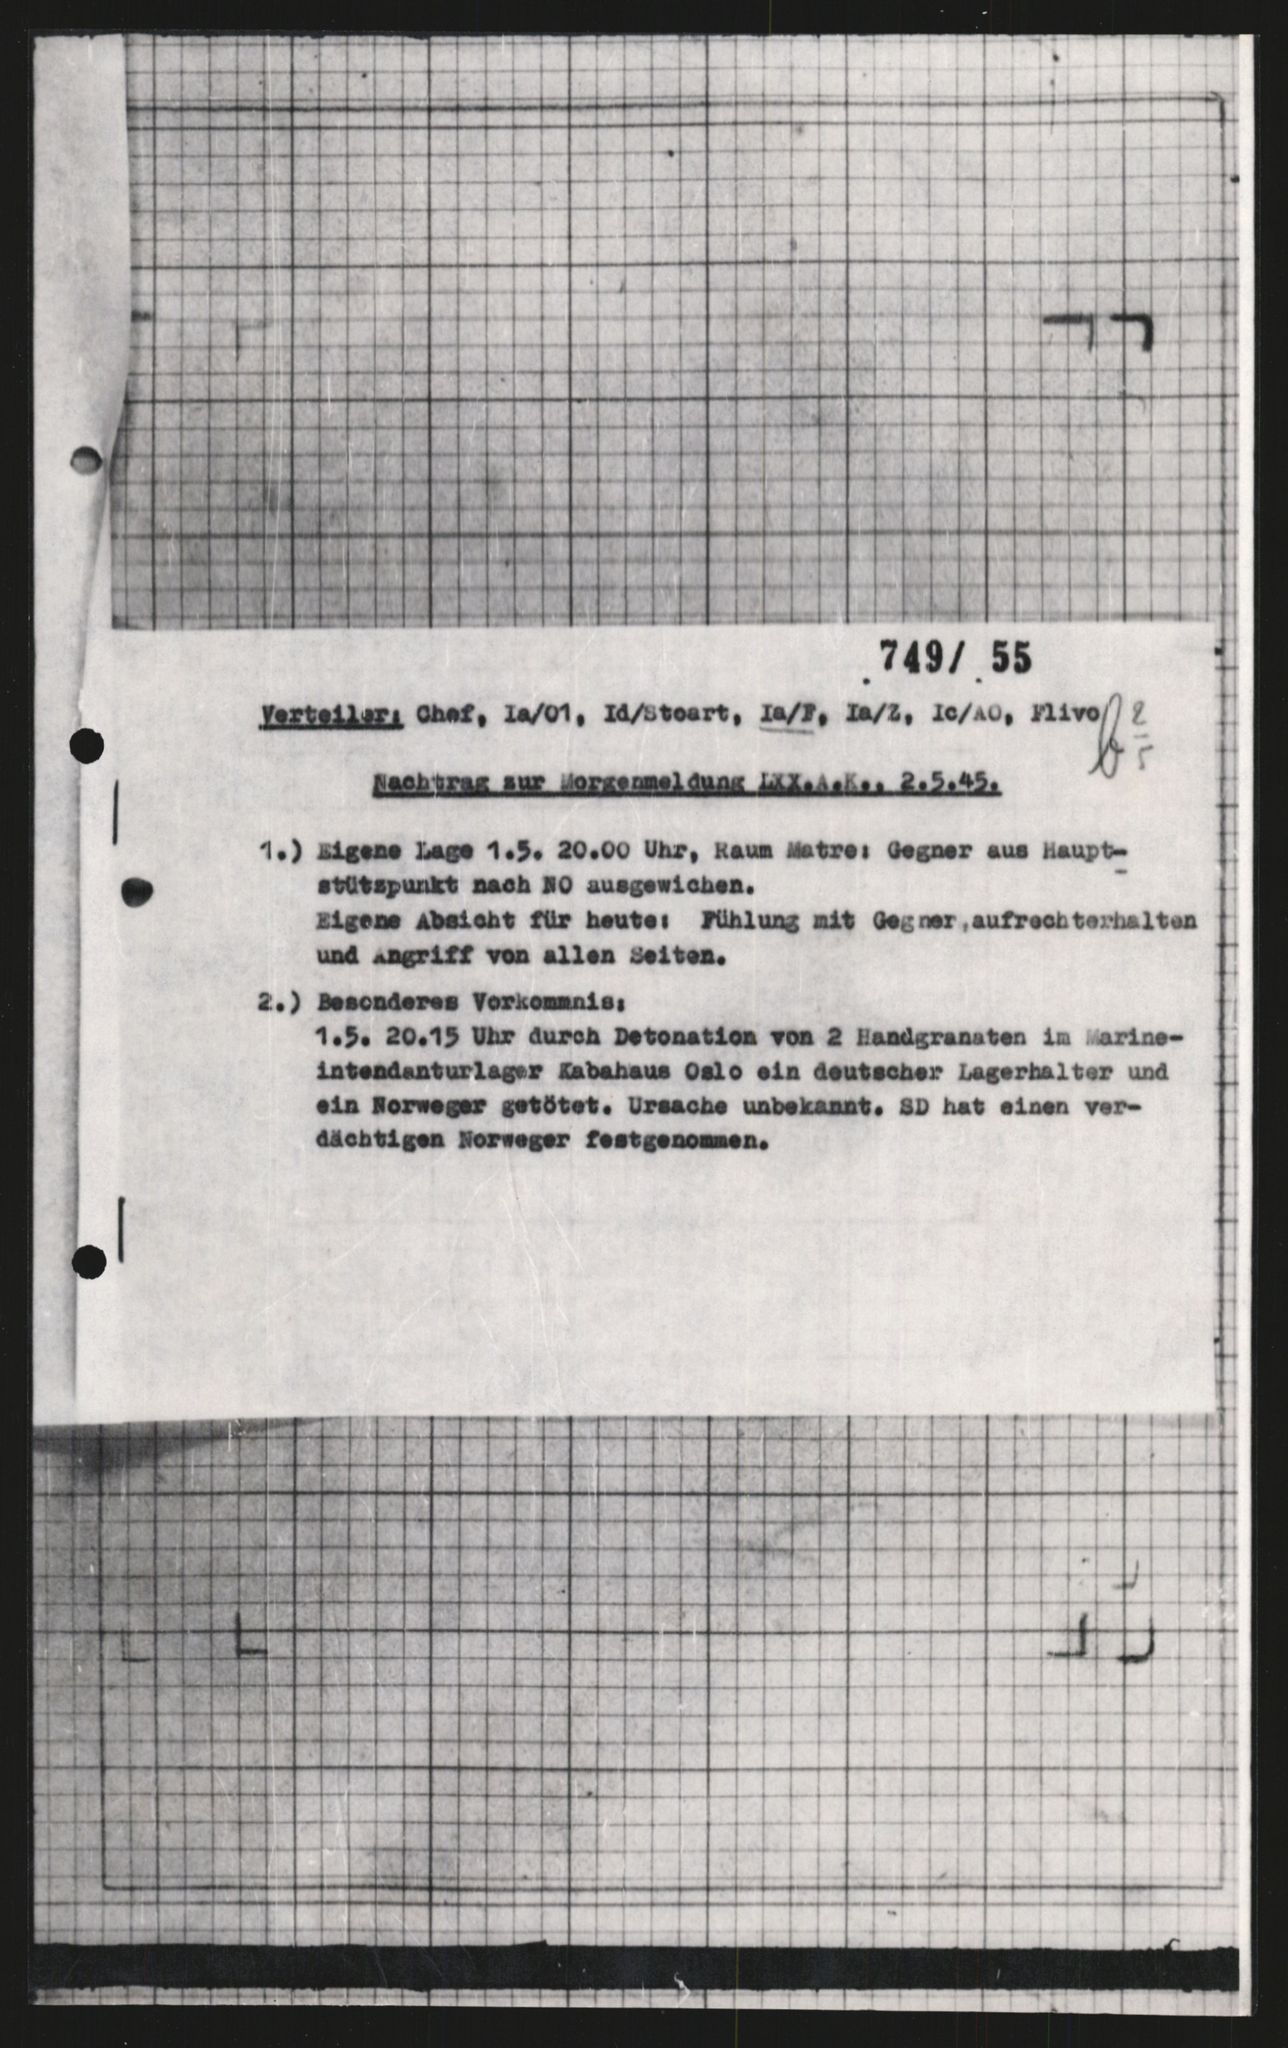 749/ 55
Verteiler: Chef, Ia/O1, Id/Stoart, Ia/F, Ia/Z, Ic/AO, Flivo
2
5
Nachtrag zur Morgenmeldung LXX.A.K., 2.5.45.
1.) Eigene Lage 1.5. 20.00 Uhr, Raum Matre: Gegner aus Haupt-
stützpunkt nach NO ausgewichen.
Eigene Absicht für heute: Fühlung mit Gegner aufrechterhalten
und Angriff von allen Seiten.
2.) Besonderes Vorkommnis:
1.5. 20.15 Uhr durch Detonation von 2 Handgranaten im Marine-
intendanturlager Kabahaus Oslo ein deutscher Lagerhalter und
ein Norweger getötet. Ursache unbekannt. SD hat einen ver-
dächtigen Norweger festgenommen.